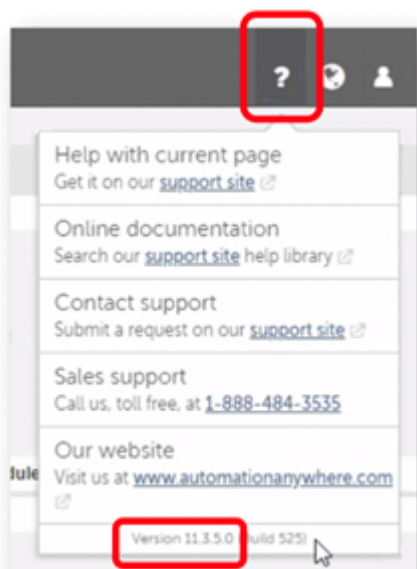 ?
Help with current page
Get it on our support site
Online documentation
Search our support site help library
Contact support
Submit a request on our support site
Sales support
Call us, toll free, at 1-888-484-3535
Our website
Visit us at www.automationanywhere.com
dule
Version 11.3.5.0 (Build 525)